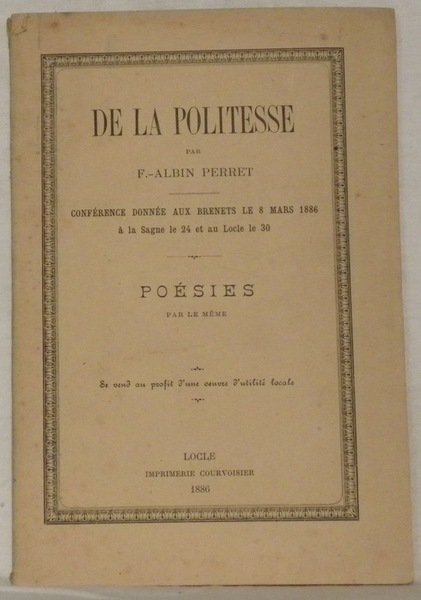 DE LA POLITESSE
PAR
F.-ALBIN PERRET
CONFÉRENCE DONNÉE AUX BRENETS LE 8 MARS 1886
à la Sagne le 24 et au Locle le 30
POÉSIES
PAR LE MÊME
Se vend au profit d'une oeuvre d'utilité locale
LOCLE
IMPRIMERIE COURVOISIER
1886